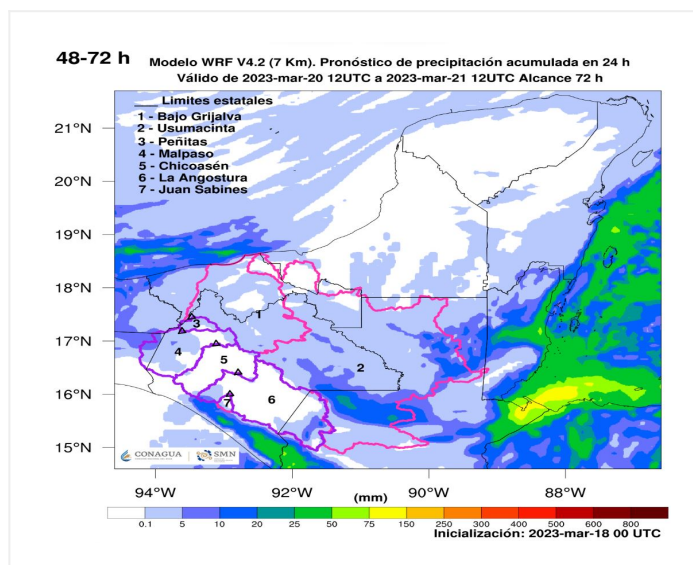 48-72 h
Modelo WRF V4.2 (7 Km). Pronóstico de precipitación acumulada en 24 h
Válido de 2023-mar-20 12UTC a 2023-mar-21 12UTC Alcance 72 h
Limites estatales
1 - Bajo Grijalva
2 - Usumacinta
3 - Peñitas
4 - Malpaso
5 - Chicoasén
6 - La Angostura
7 - Juan Sabines
21°N
20°N
19°N
18°N
17°N
16°N
15°N
1
3
4
5
2
7
6
CONAGUA
SMN
94°W
92°W
90°W
88°W
(mm)
0.1 5 10 20 25 50 75 150 250 300 400 500 600 800
Inicialización: 2023-mar-18 00 UTC